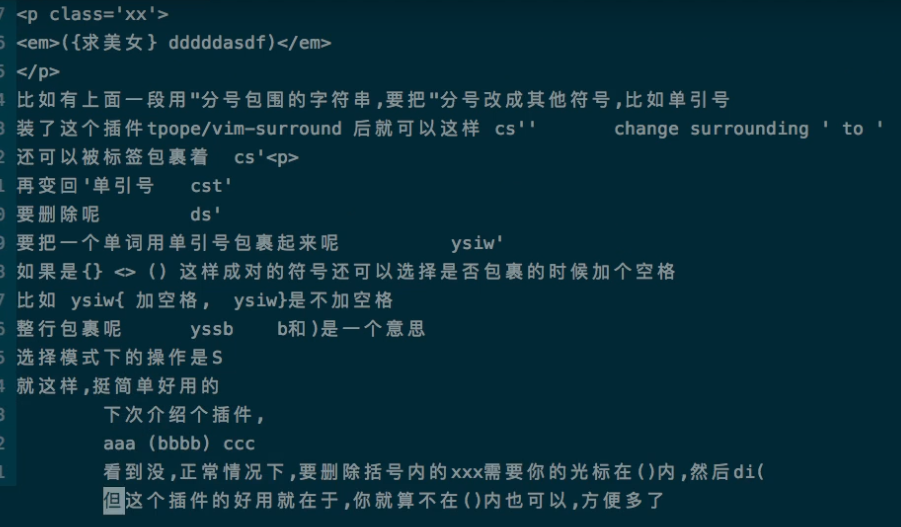 7 <p class='xx'>
6 <em>({求美女} dddddasdf)</em>
5 </p>
4 比如有上面一段用"分号包围的字符串,要把"分号改成其他符号,比如单引号
3 装了这个插件tpope/vim-surround 后就可以这样 cs'' change surrounding ' to '
2 还可以被标签包裹着 cs'<p>
1 再变回'单引号 cst'
0 要删除呢 ds'
9 要把一个单词用单引号包裹起来呢 ysiw'
8 如果是{} <> () 这样成对的符号还可以选择是否包裹的时候加个空格
7 比如 ysiw{ 加空格, ysiw}是不加空格
6 整行包裹呢 yssb b和)是一个意思
5 选择模式下的操作是S
4 就这样,挺简单好用的
3 下次介绍个插件,
2 aaa (bbbb) ccc
1 看到没,正常情况下,要删除括号内的xxx需要你的光标在()内,然后di(
但这个插件的好用就在于,你就算不在()内也可以,方便多了